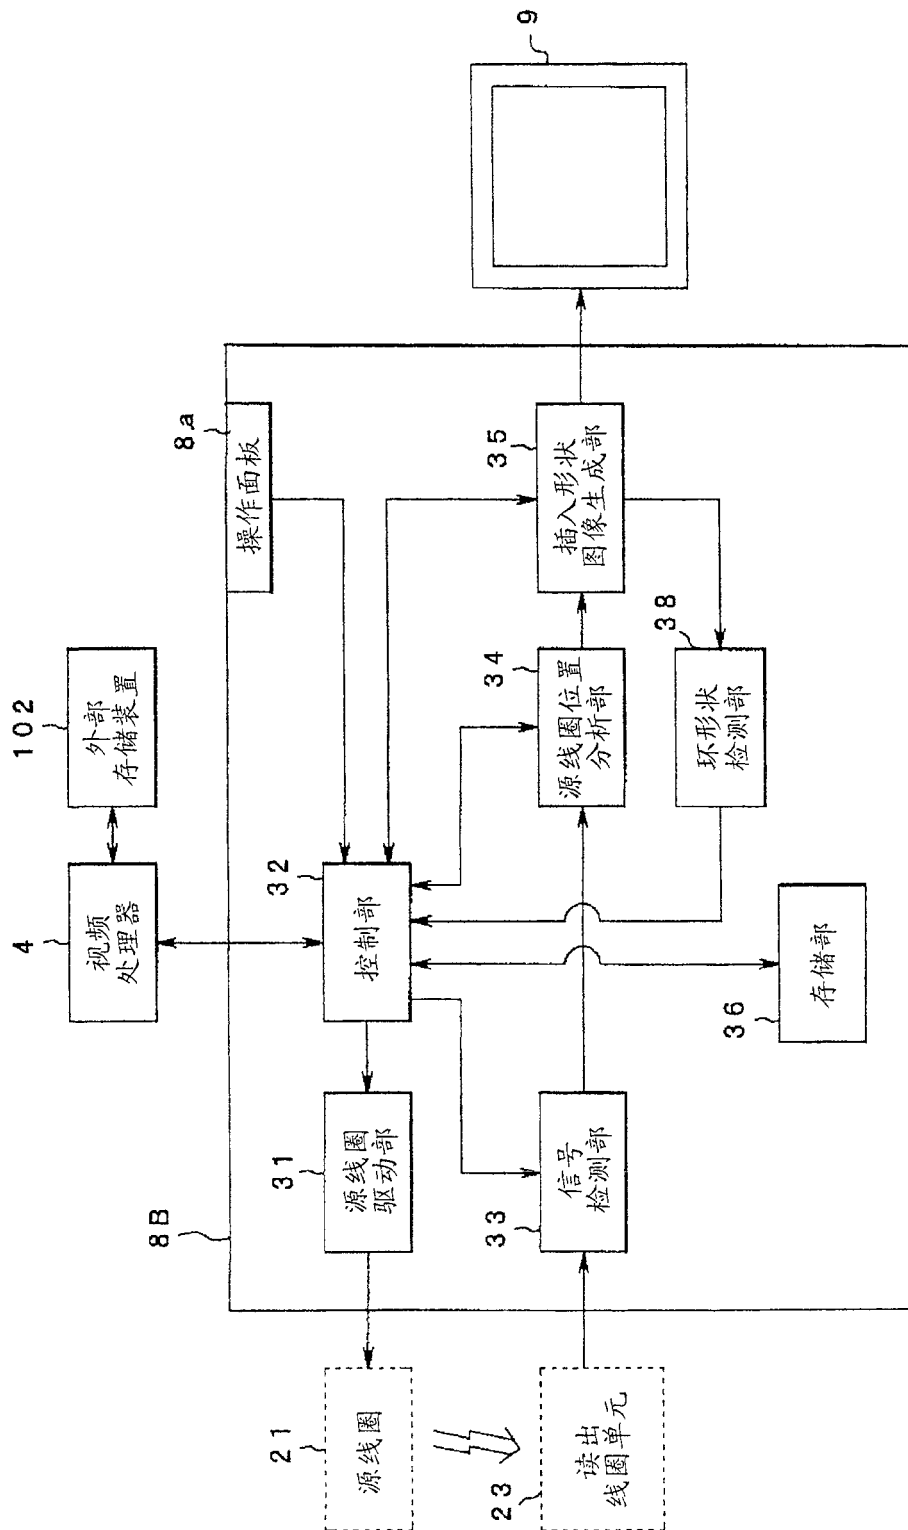 102
外部
存储装置
4
视频
处理器
8B
8a
操作面板
32
控制部
31
源线圈
驱动部
21
源线圈
23
读出
线圈单元
33
信号
检测部
34
源线圈位置
分析部
35
插入形状
图像生成部
9
38
环形状
检测部
36
存储部